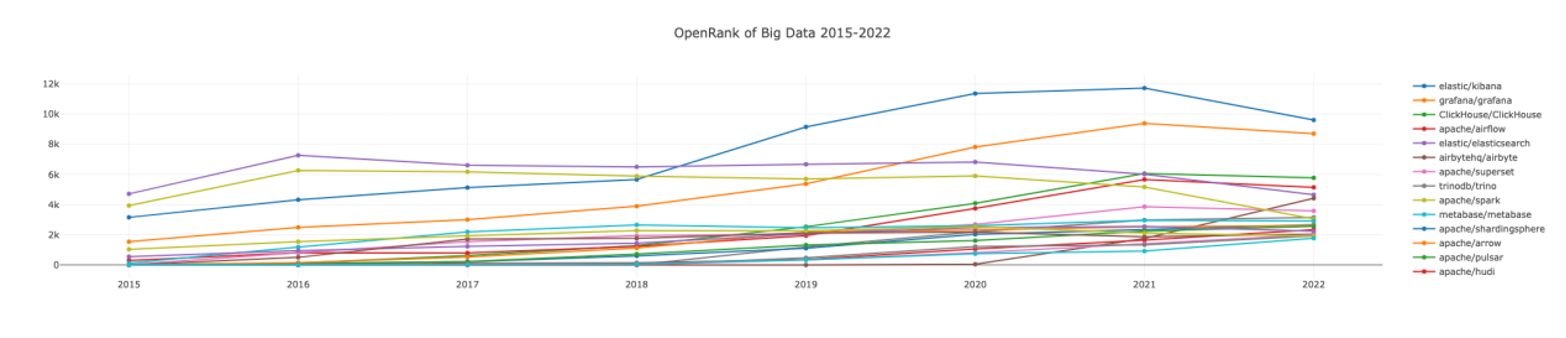 OpenRank of Big Data 2015-2022
12k
10k
8k
6k
4k
2k
0
2015 2016 2017 2018 2019 2020 2021 2022
elastic/kibana
grafana/grafana
ClickHouse/ClickHouse
apache/airflow
elastic/elasticsearch
airbytehq/airbyte
apache/superset
trinodb/trino
apache/spark
metabase/metabase
apache/shardingsphere
apache/arrow
apache/pulsar
apache/hudi